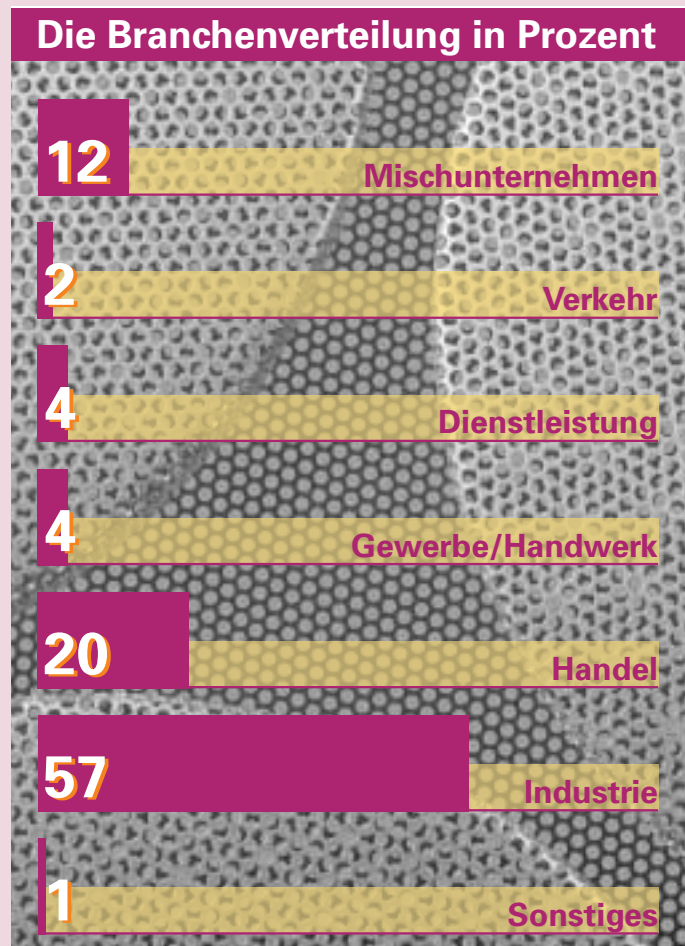 Die Branchenverteilung in Prozent
12
Mischunternehmen
2
Verkehr
4
Dienstleistung
4
Gewerbe/Handwerk
20
Handel
57
Industrie
1
Sonstiges